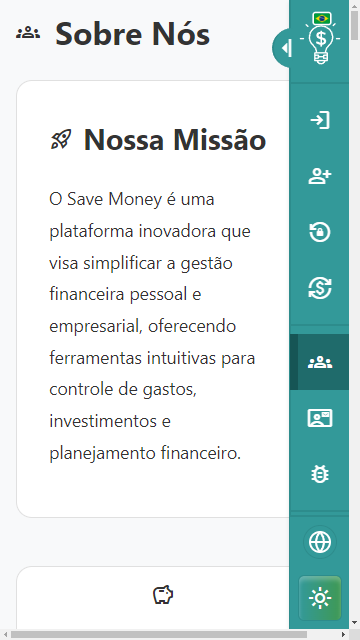 Sobre Nós
Nossa Missão
O Save Money é uma
plataforma inovadora que
visa simplificar a gestão
financeira pessoal e
empresarial, oferecendo
ferramentas intuitivas para
controle de gastos,
investimentos e
planejamento financeiro.